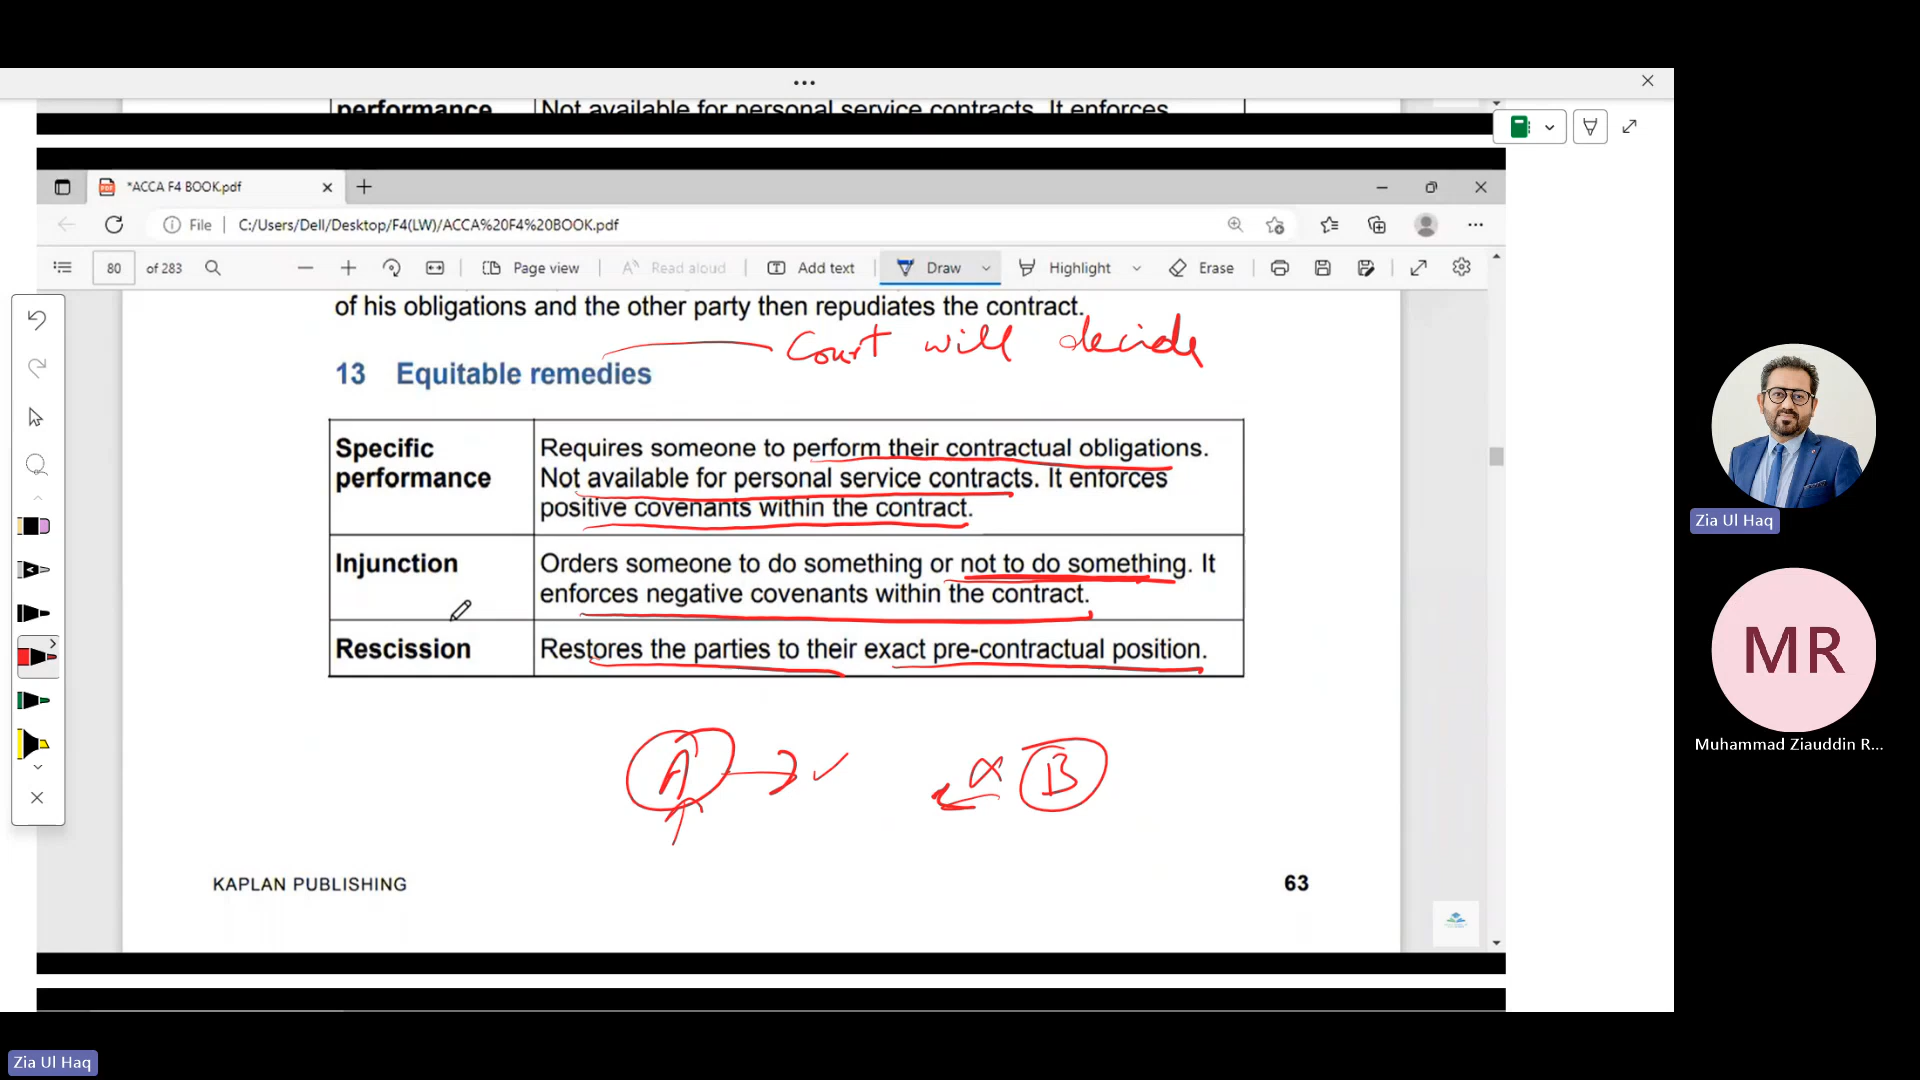 performance
Not available for personal service contracts. It enforces
*ACCA F4 BOOK.pdf
File
C:/Users/Dell/Desktop/F4(LW)/ACCA%20F4%20BOOK.pdf
80 of 283
Page view
Read aloud
Add text
Draw
Highlight
Erase
of his obligations and the other party then repudiates the contract.
Court will decide
13 Equitable remedies
Specific performance
Requires someone to perform their contractual obligations.
Not available for personal service contracts. It enforces
positive covenants within the contract.
Injunction
Orders someone to do something or not to do something. It
enforces negative covenants within the contract.
Rescission
Restores the parties to their exact pre-contractual position.
A
B
KAPLAN PUBLISHING
63
Zia Ul Haq
MR
Muhammad Ziauddin R...
Zia Ul Haq